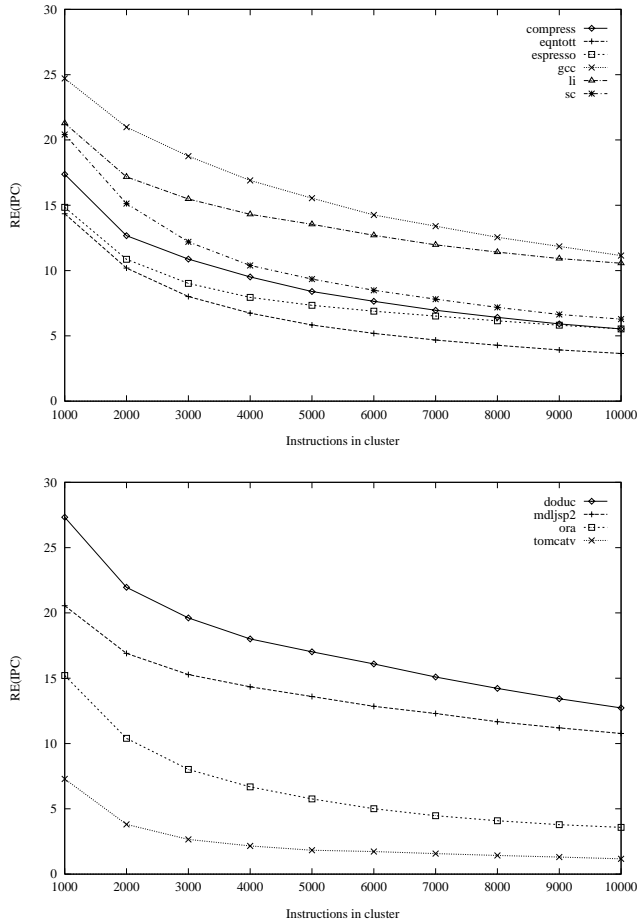 30
25
20
15
10
5
0
RE(IPC)
compress
eqntott
espresso
gcc
li
sc
1000 2000 3000 4000 5000 6000 7000 8000 9000 10000
Instructions in cluster
30
25
20
15
10
5
0
RE(IPC)
doduc
mdljsp2
ora
tomcatv
1000 2000 3000 4000 5000 6000 7000 8000 9000 10000
Instructions in cluster